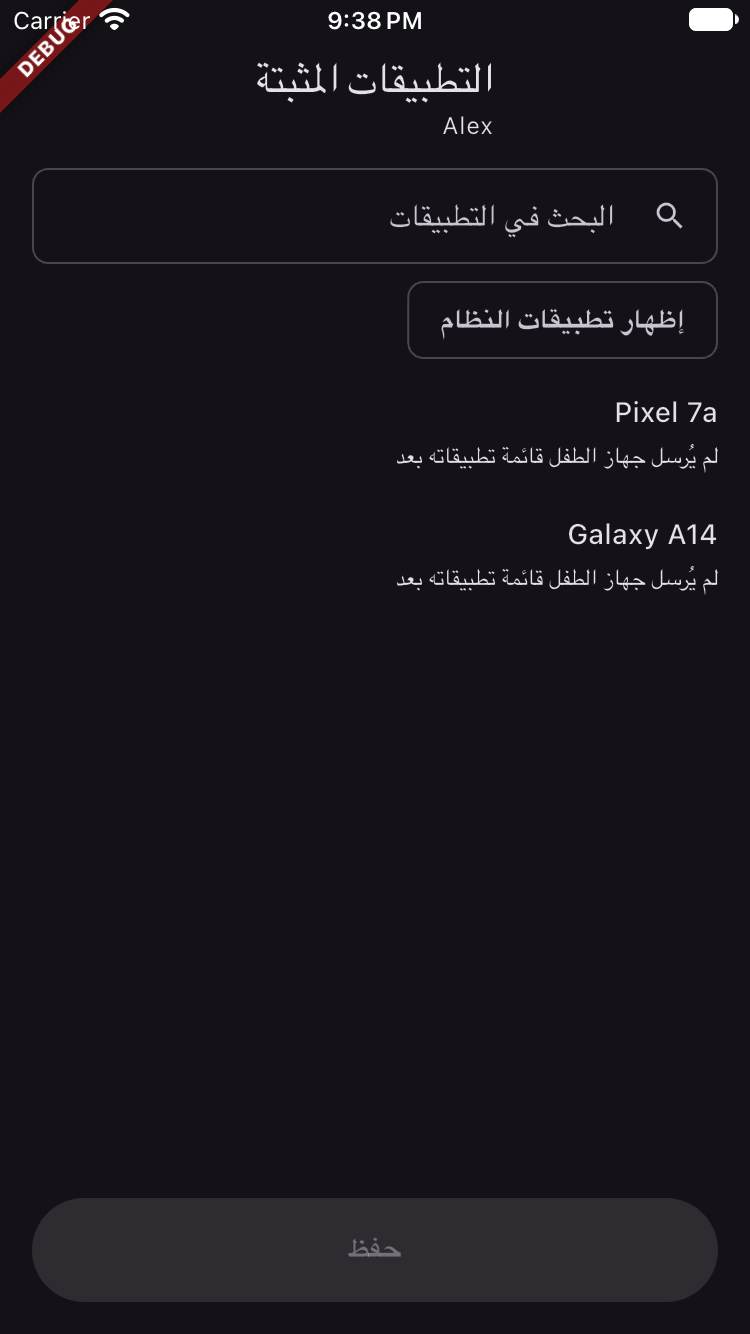 Carrier
9:38 PM
DEBUG
التطبيقات المثبتة
Alex
البحث في التطبيقات
إظهار تطبيقات النظام
Pixel 7a
لم يُرسل جهاز الطفل قائمة تطبيقاته بعد
Galaxy A14
لم يُرسل جهاز الطفل قائمة تطبيقاته بعد
حفظ